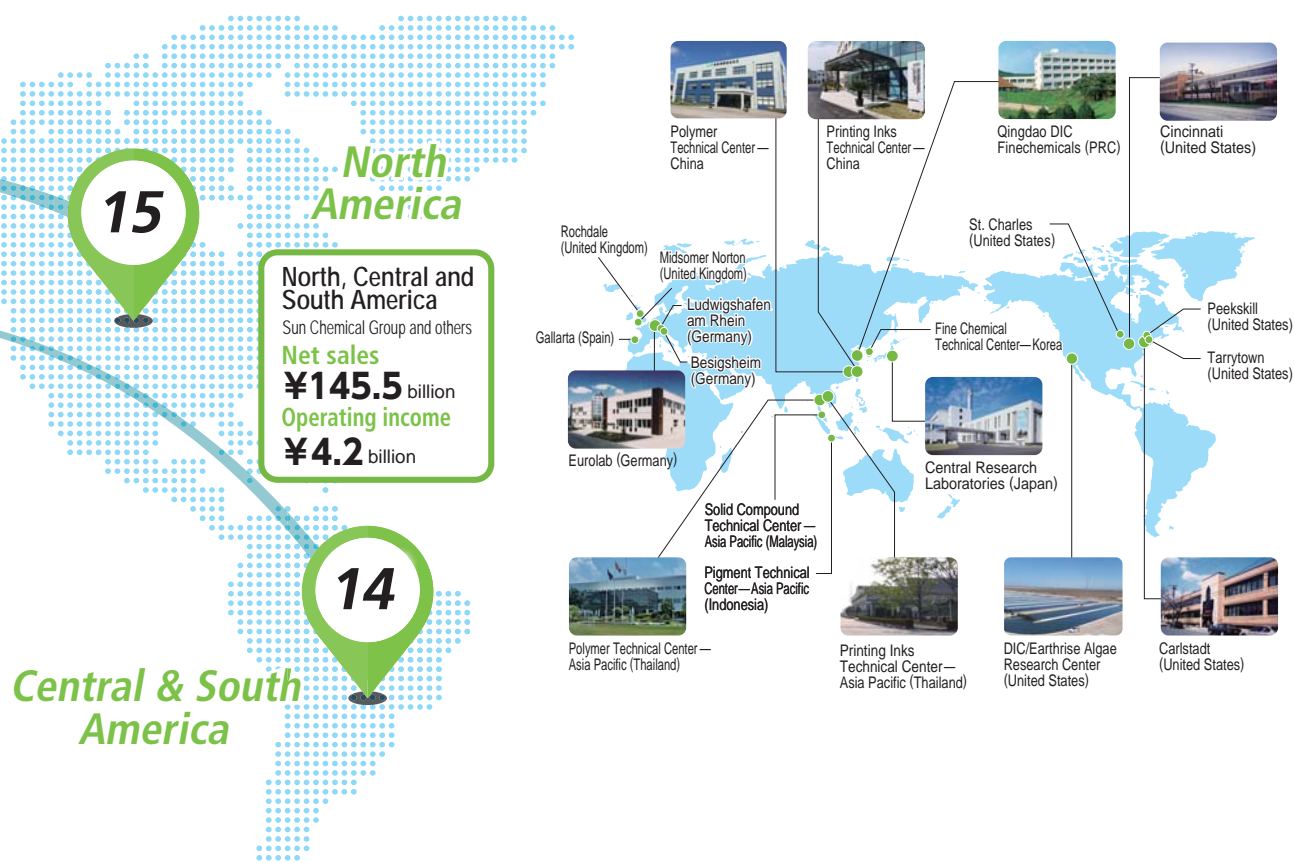 North
America
15
North, Central and
South America
Sun Chemical Group and others
Net sales
¥145.5 billion
Operating income
¥4.2 billion
14
Central & South
America
Polymer
Technical Center—
China
Printing Inks
Technical Center—
China
Qingdao DIC
Finechemicals (PRC)
Cincinnati
(United States)
Rochdale
(United Kingdom)
Midsomer Norton
(United Kingdom)
Ludwigshafen
am Rhein
(Germany)
Gallarta (Spain)
Besigsheim
(Germany)
St. Charles
(United States)
Peekskill
(United States)
Fine Chemical
Technical Center—Korea
Tarrytown
(United States)
Eurolab (Germany)
Central Research
Laboratories (Japan)
Solid Compound
Technical Center—
Asia Pacific (Malaysia)
Pigment Technical
Center—Asia Pacific
(Indonesia)
Polymer Technical Center—
Asia Pacific (Thailand)
Printing Inks
Technical Center—
Asia Pacific (Thailand)
DIC/Earthrise Algae
Research Center
(United States)
Carlstadt
(United States)